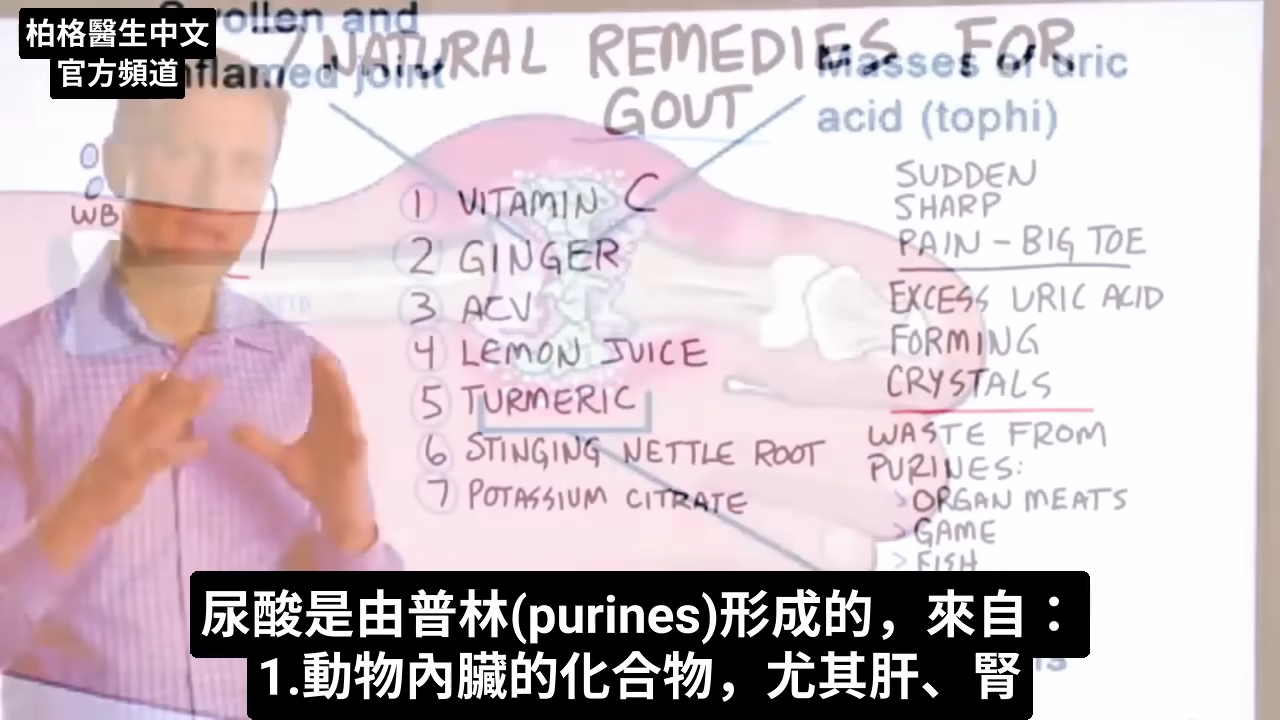 柏格醫生中文
官方頻道
Swollen and
inflamed joint
7 NATURAL REMEDIES FOR
GOUT
Masses of uric
acid (tophi)
WB
1 VITAMIN C
2 GINGER
3 ACV
4 LEMON JUICE
5 TURMERIC
6 STINGING NETTLE ROOT
7 POTASSIUM CITRATE
SUDDEN
SHARP
PAIN - BIG TOE
EXCESS URIC ACID
FORMING
CRYSTALS
WASTE FROM
PURINES:
> ORGAN MEATS
> GAME
> FISH
尿酸是由普林(purines)形成的，來自：
1.動物內臟的化合物，尤其肝、腎